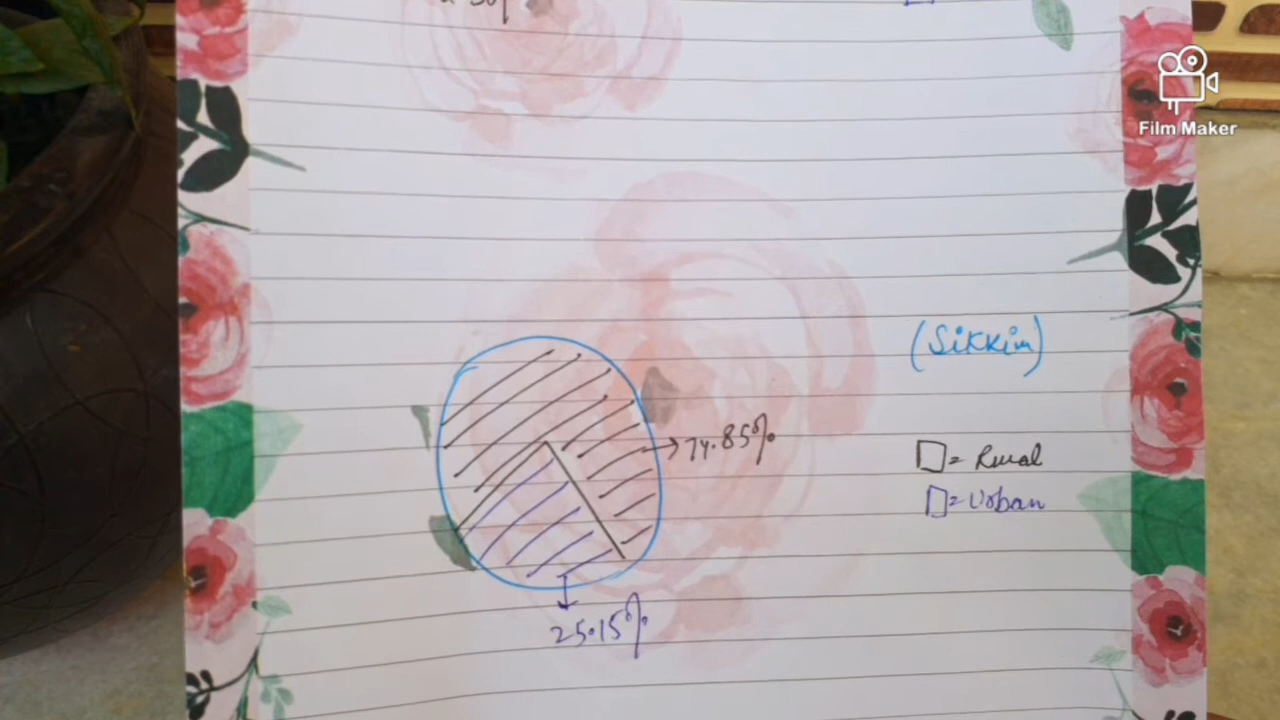 Film Maker
(Sikkim)
74.85%
□= Rural
□= Urban
25.15%